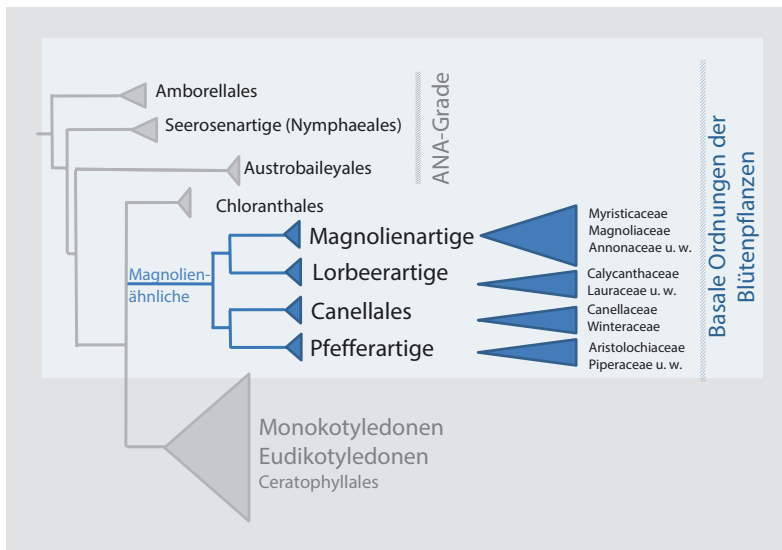 Amborellales
Seerosenartige (Nymphaeales)
Austrobaileyales
ANA-Grade
Chloranthales
Magnolien-
ähnliche
Magnolienartige
Lorbeerartige
Canellales
Pfefferartige
Myristicaceae
Magnoliaceae
Annonaceae u. w.
Calycanthaceae
Lauraceae u. w.
Canellaceae
Winteraceae
Aristolochiaceae
Piperaceae u. w.
Basale Ordnungen der
Blütenpflanzen
Monokotyledonen
Eudikotyledonen
Ceratophyllales